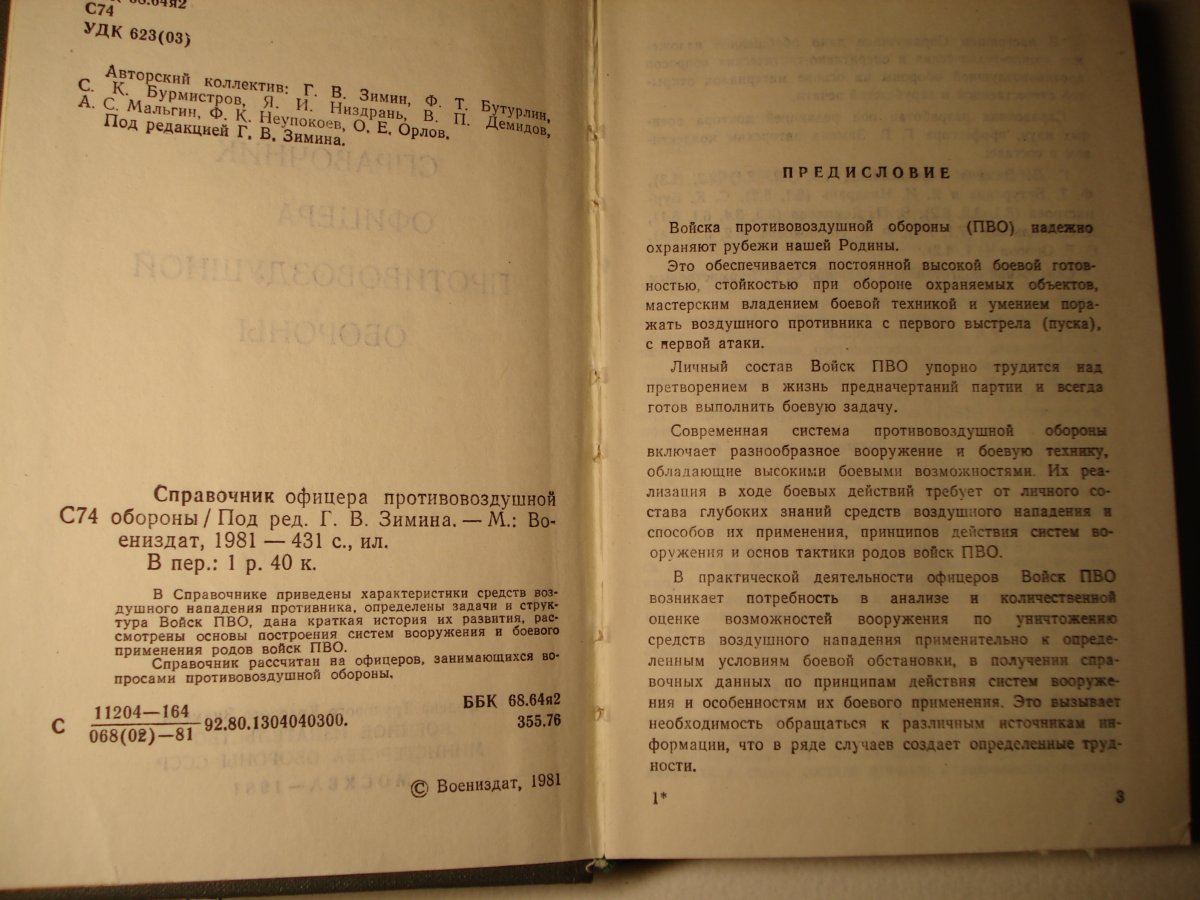 68.64я2
С74
УДК 623(03)
Авторский коллектив: Г. В. Зимин, Ф. Т. Бутурлин,
С. К. Бурмистров, Я. И. Низдрань, В. П. Демидов,
А. С. Мальгин, Ф. К. Неупокоев, О. Е. Орлов.
Под редакцией Г. В. Зимина.
Справочник офицера противовоздушной
С74 обороны / Под ред. Г. В. Зимина. — М.: Во-
ениздат, 1981 — 431 с., ил.
В пер.: 1 р. 40 к.
В Справочнике приведены характеристики средств воз-
душного нападения противника, определены задачи и струк-
тура Войск ПВО, дана краткая история их развития, рас-
смотрены основы построения систем вооружения и боевого
применения родов войск ПВО.
Справочник рассчитан на офицеров, занимающихся во-
просами противовоздушной обороны.
ББК 68.64я2
С 11204—164
068(02)—81 92.80.1304040300. 355.76
© Воениздат, 1981
ПРЕДИСЛОВИЕ
Войска противовоздушной обороны (ПВО) надежно
охраняют рубежи нашей Родины.
Это обеспечивается постоянной высокой боевой готов-
ностью, стойкостью при обороне охраняемых объектов,
мастерским владением боевой техникой и умением пора-
жать воздушного противника с первого выстрела (пуска),
с первой атаки.
Личный состав Войск ПВО упорно трудится над
претворением в жизнь предначертаний партии и всегда
готов выполнить боевую задачу.
Современная система противовоздушной обороны
включает разнообразное вооружение и боевую технику,
обладающие высокими боевыми возможностями. Их реа-
лизация в ходе боевых действий требует от личного со-
става глубоких знаний средств воздушного нападения и
способов их применения, принципов действия систем во-
оружения и основ тактики родов войск ПВО.
В практической деятельности офицеров Войск ПВО
возникает потребность в анализе и количественной
оценке возможностей вооружения по уничтожению
средств воздушного нападения применительно к опреде-
ленным условиям боевой обстановки, в получении спра-
вочных данных по принципам действия систем вооруже-
ния и особенностям их боевого применения. Это вызывает
необходимость обращаться к различным источникам ин-
формации, что в ряде случаев создает определенные труд-
ности.
1* 3